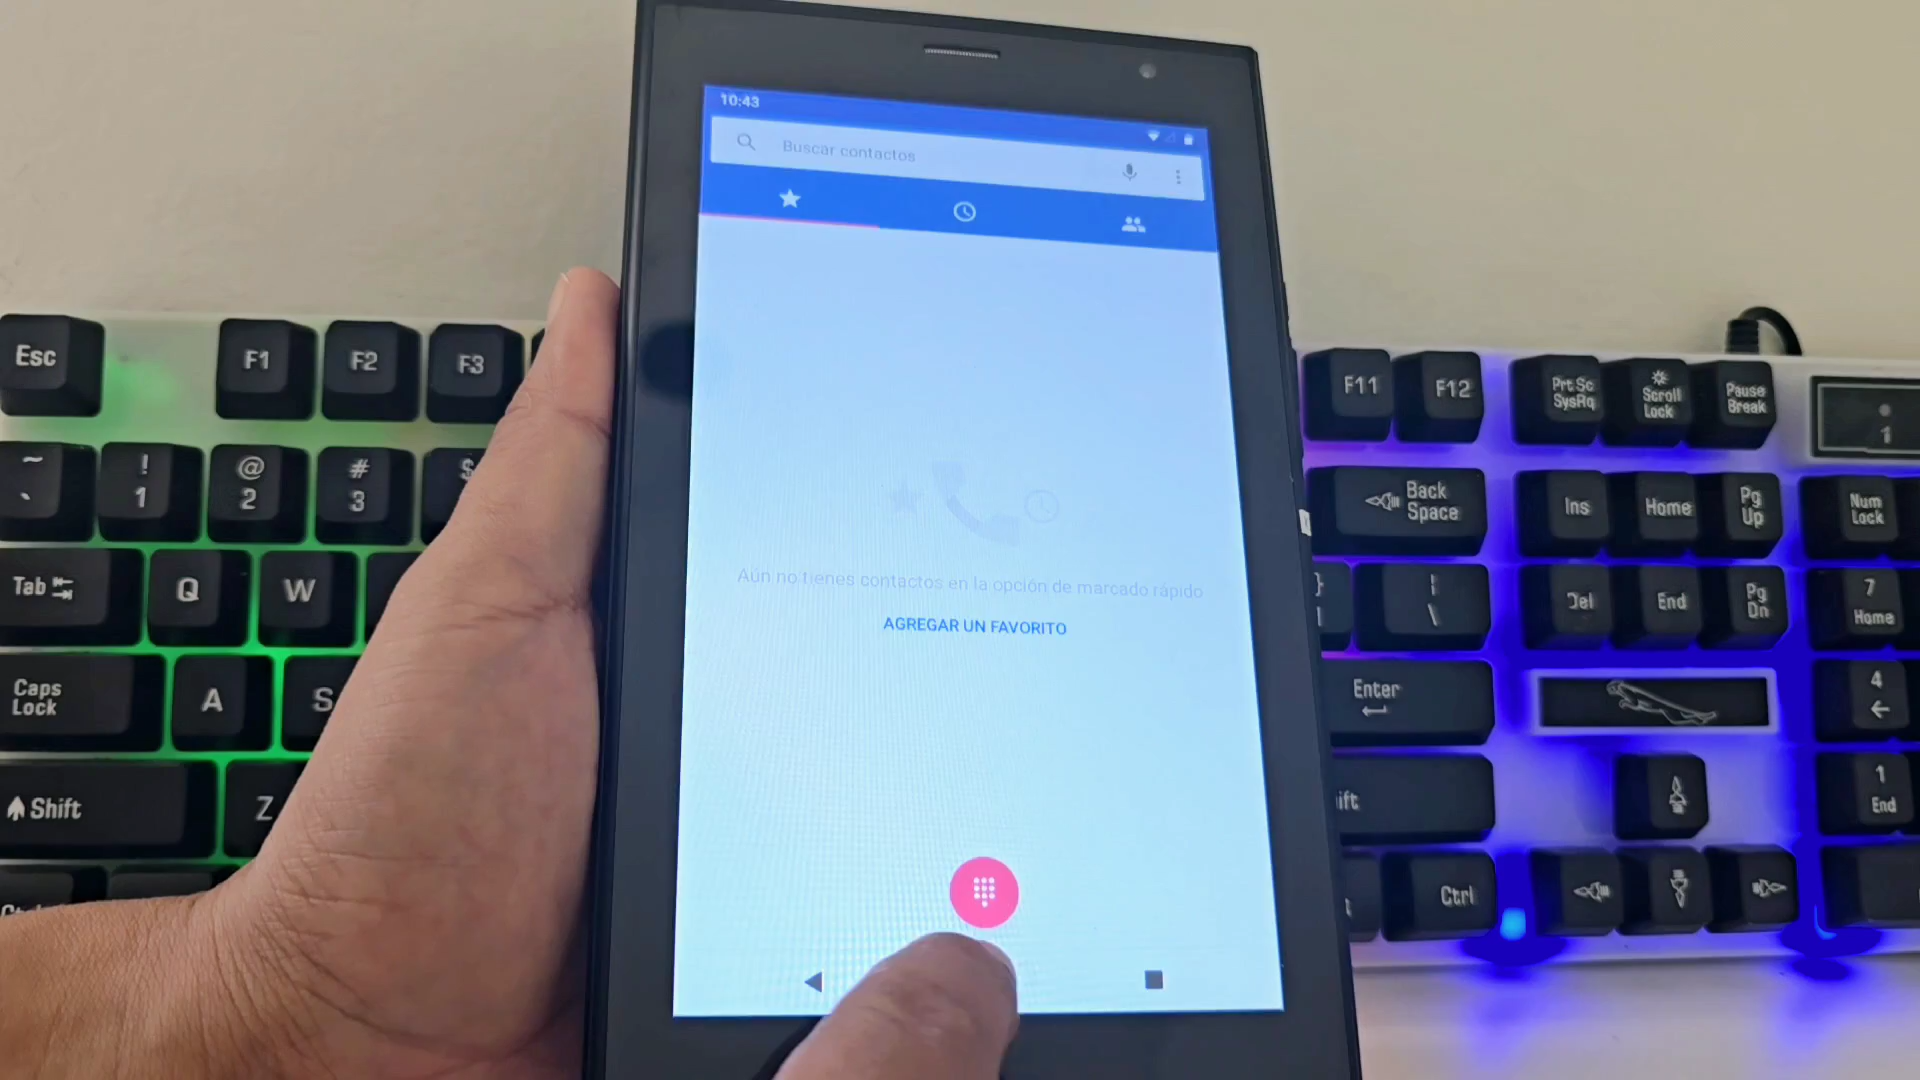 10:43
Buscar contactos
Aún no tienes contactos en la opción de marcado rápido
AGREGAR UN FAVORITO
Esc
F1
F2
F3
F11
F12
Prt Sc
SysRq
Scroll
Lock
Pause
Break
1
~
`
!
1
@
2
#
3
$
Back
Space
Ins
Home
Pg
Up
Num
Lock
Tab
Q
W
}
|
\
Del
End
Pg
Dn
7
Home
Caps
Lock
A
S
Enter
4
Shift
Z
ift
1
End
Ctrl